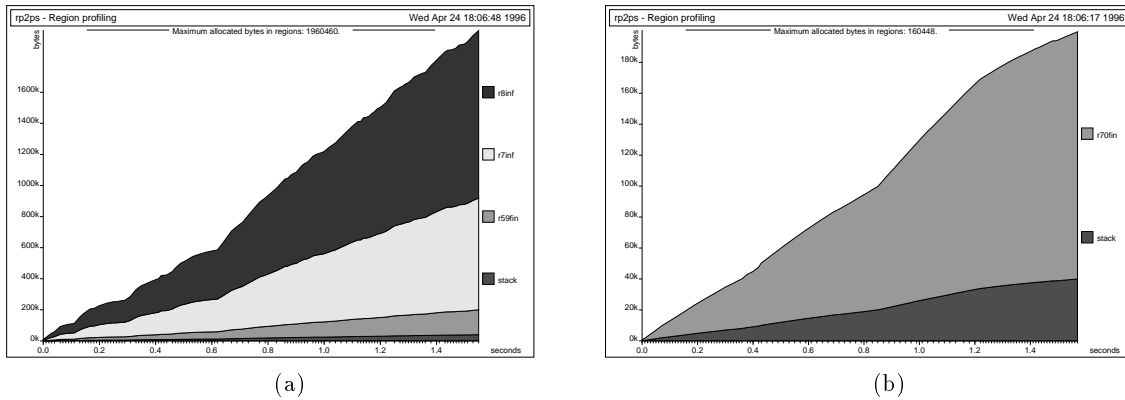 rp2ps - Region profiling Wed Apr 24 18:06:48 1996
bytes
Maximum allocated bytes in regions: 1960460.
1600k
1400k
1200k
1000k
800k
600k
400k
200k
0k
0.0 0.2 0.4 0.6 0.8 1.0 1.2 1.4 seconds
r8inf
r7inf
r59fin
stack
(a)
rp2ps - Region profiling Wed Apr 24 18:06:17 1996
bytes
Maximum allocated bytes in regions: 160448.
180k
160k
140k
120k
100k
80k
60k
40k
20k
0k
0.0 0.2 0.4 0.6 0.8 1.0 1.2 1.4 seconds
r70fin
stack
(b)